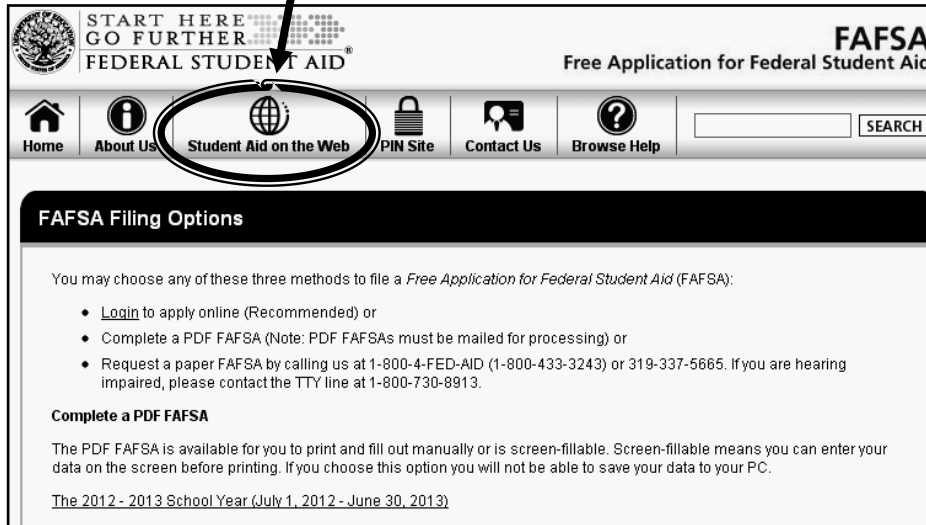 START HERE
GO FURTHER
FEDERAL STUDENT AID®
FAFSA
Free Application for Federal Student Aid
Home
About Us
Student Aid on the Web
PIN Site
Contact Us
Browse Help
SEARCH
FAFSA Filing Options
You may choose any of these three methods to file a Free Application for Federal Student Aid (FAFSA):
• Login to apply online (Recommended) or
• Complete a PDF FAFSA (Note: PDF FAFSAs must be mailed for processing) or
• Request a paper FAFSA by calling us at 1-800-4-FED-AID (1-800-433-3243) or 319-337-5665. If you are hearing
impaired, please contact the TTY line at 1-800-730-8913.
Complete a PDF FAFSA
The PDF FAFSA is available for you to print and fill out manually or is screen-fillable. Screen-fillable means you can enter your
data on the screen before printing. If you choose this option you will not be able to save your data to your PC.
The 2012 - 2013 School Year (July 1, 2012 - June 30, 2013)